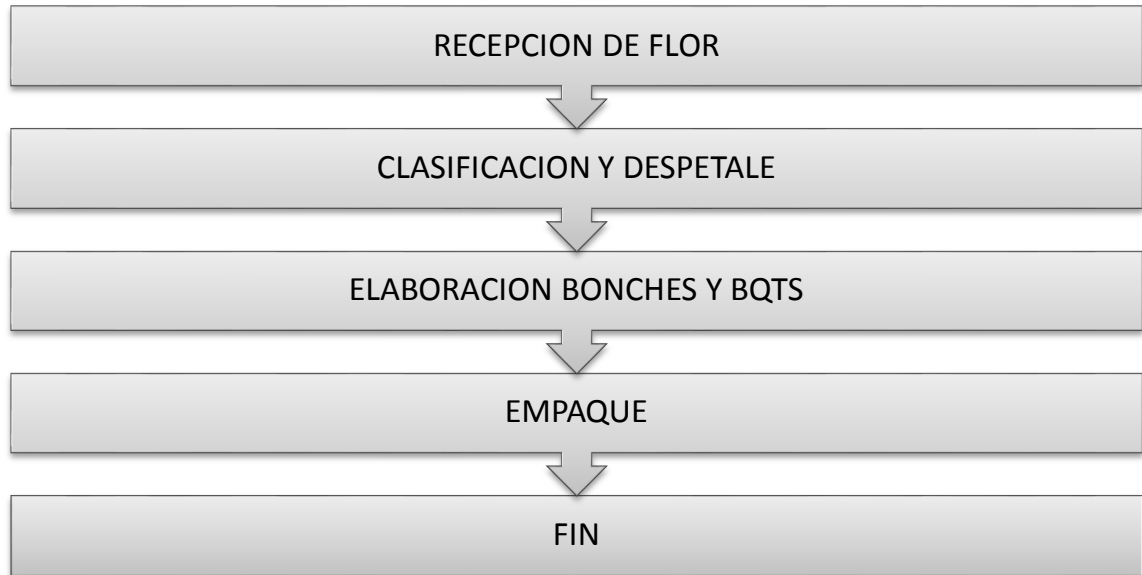 RECEPCION DE FLOR
CLASIFICACION Y DESPETALE
ELABORACION BONCHES Y BQTS
EMPAQUE
FIN